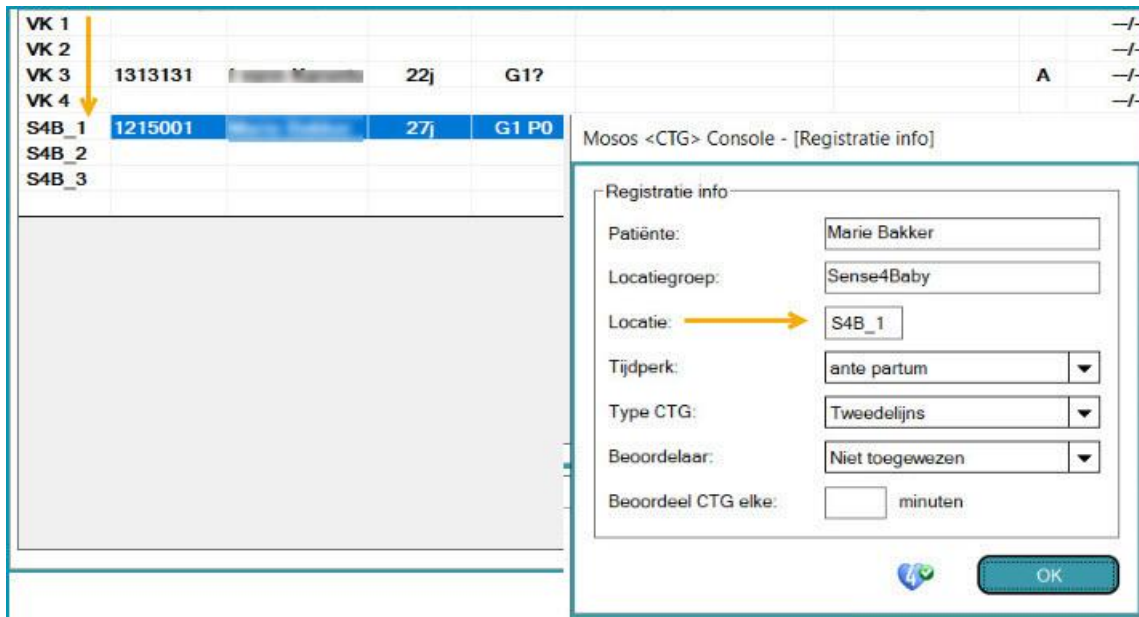 VK 1 —/-
VK 2 —/-
VK 3 1313131 22j G1? A —/-
VK 4 —/-
S4B_1 1215001 27j G1 P0
S4B_2
S4B_3
Mosos <CTG> Console - [Registratie info]
Registratie info
Patiënte: Marie Bakker
Locatiegroep: Sense4Baby
Locatie: S4B_1
Tijdperk: ante partum
Type CTG: Tweedelijns
Beoordelaar: Niet toegewezen
Beoordeel CTG elke: minuten
4 OK